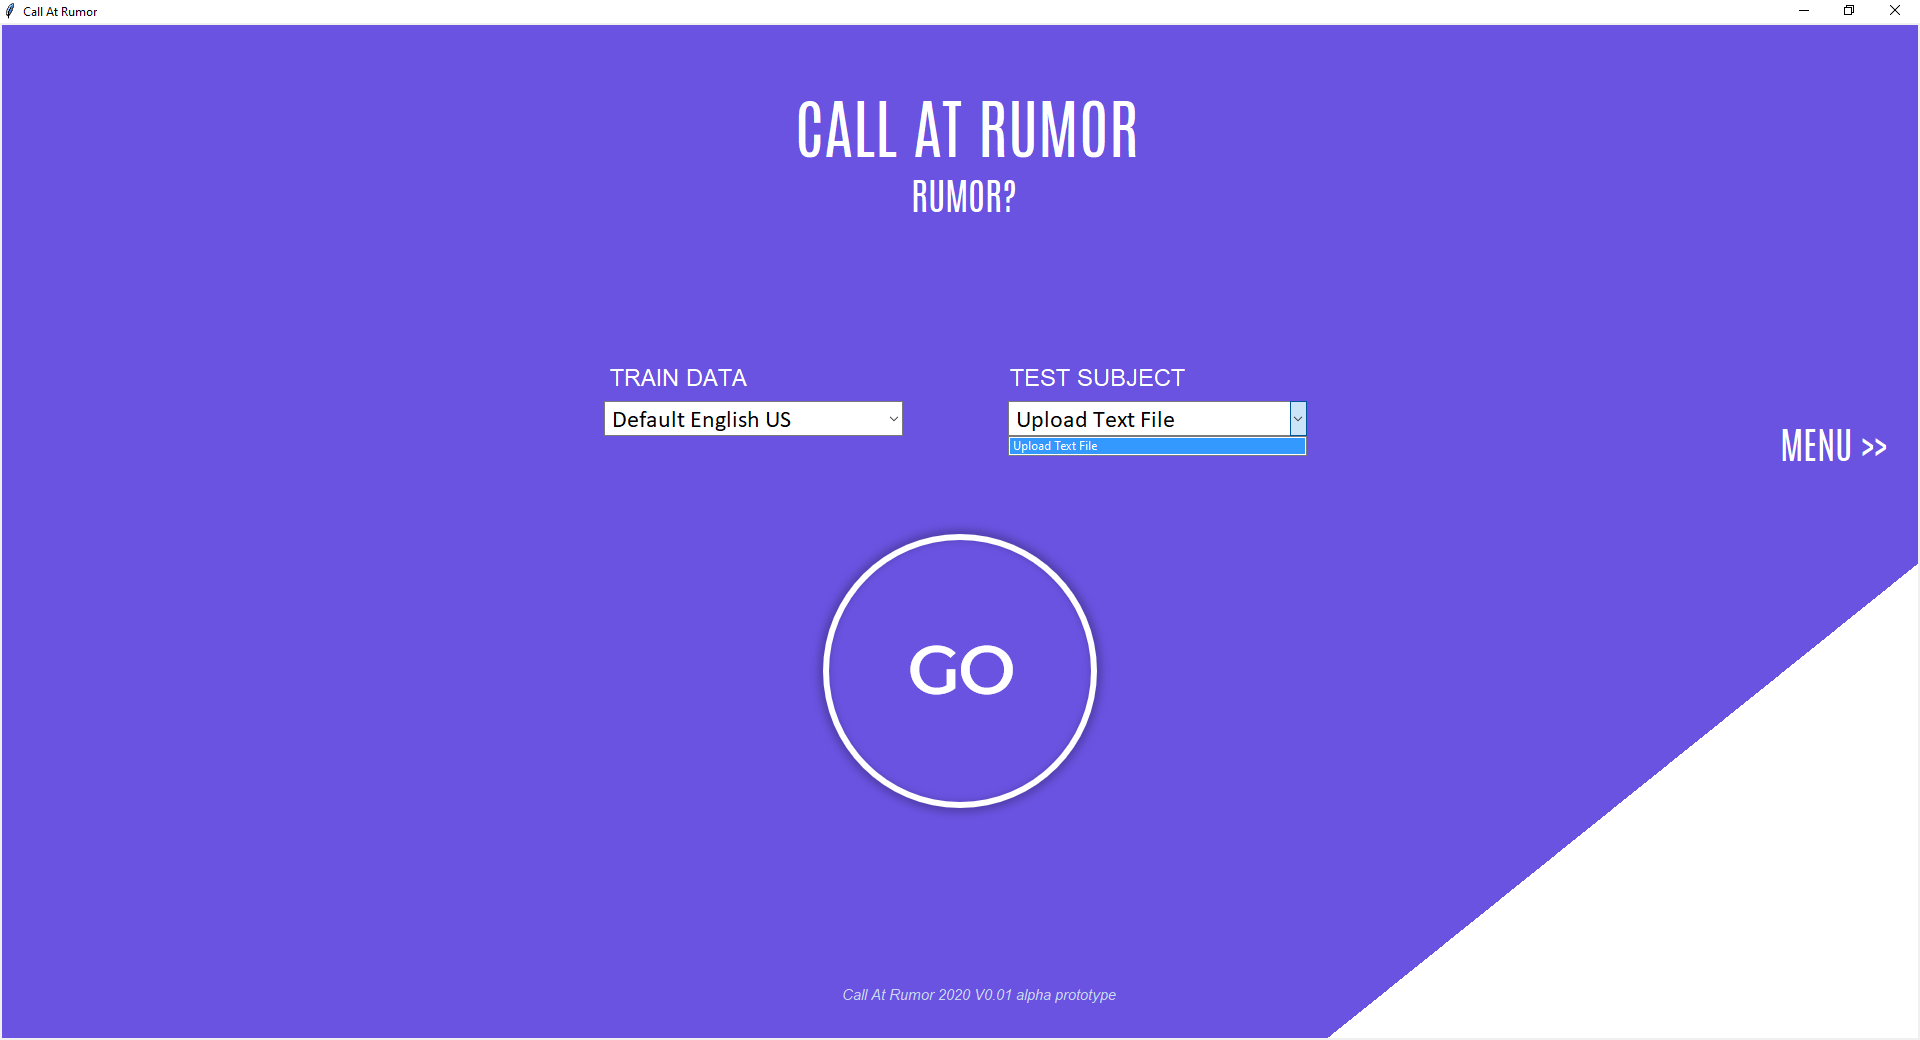 Call At Rumor
CALL AT RUMOR
RUMOR?
TRAIN DATA
TEST SUBJECT
Default English US
Upload Text File
Upload Text File
MENU >>
GO
Call At Rumor 2020 V0.01 alpha prototype